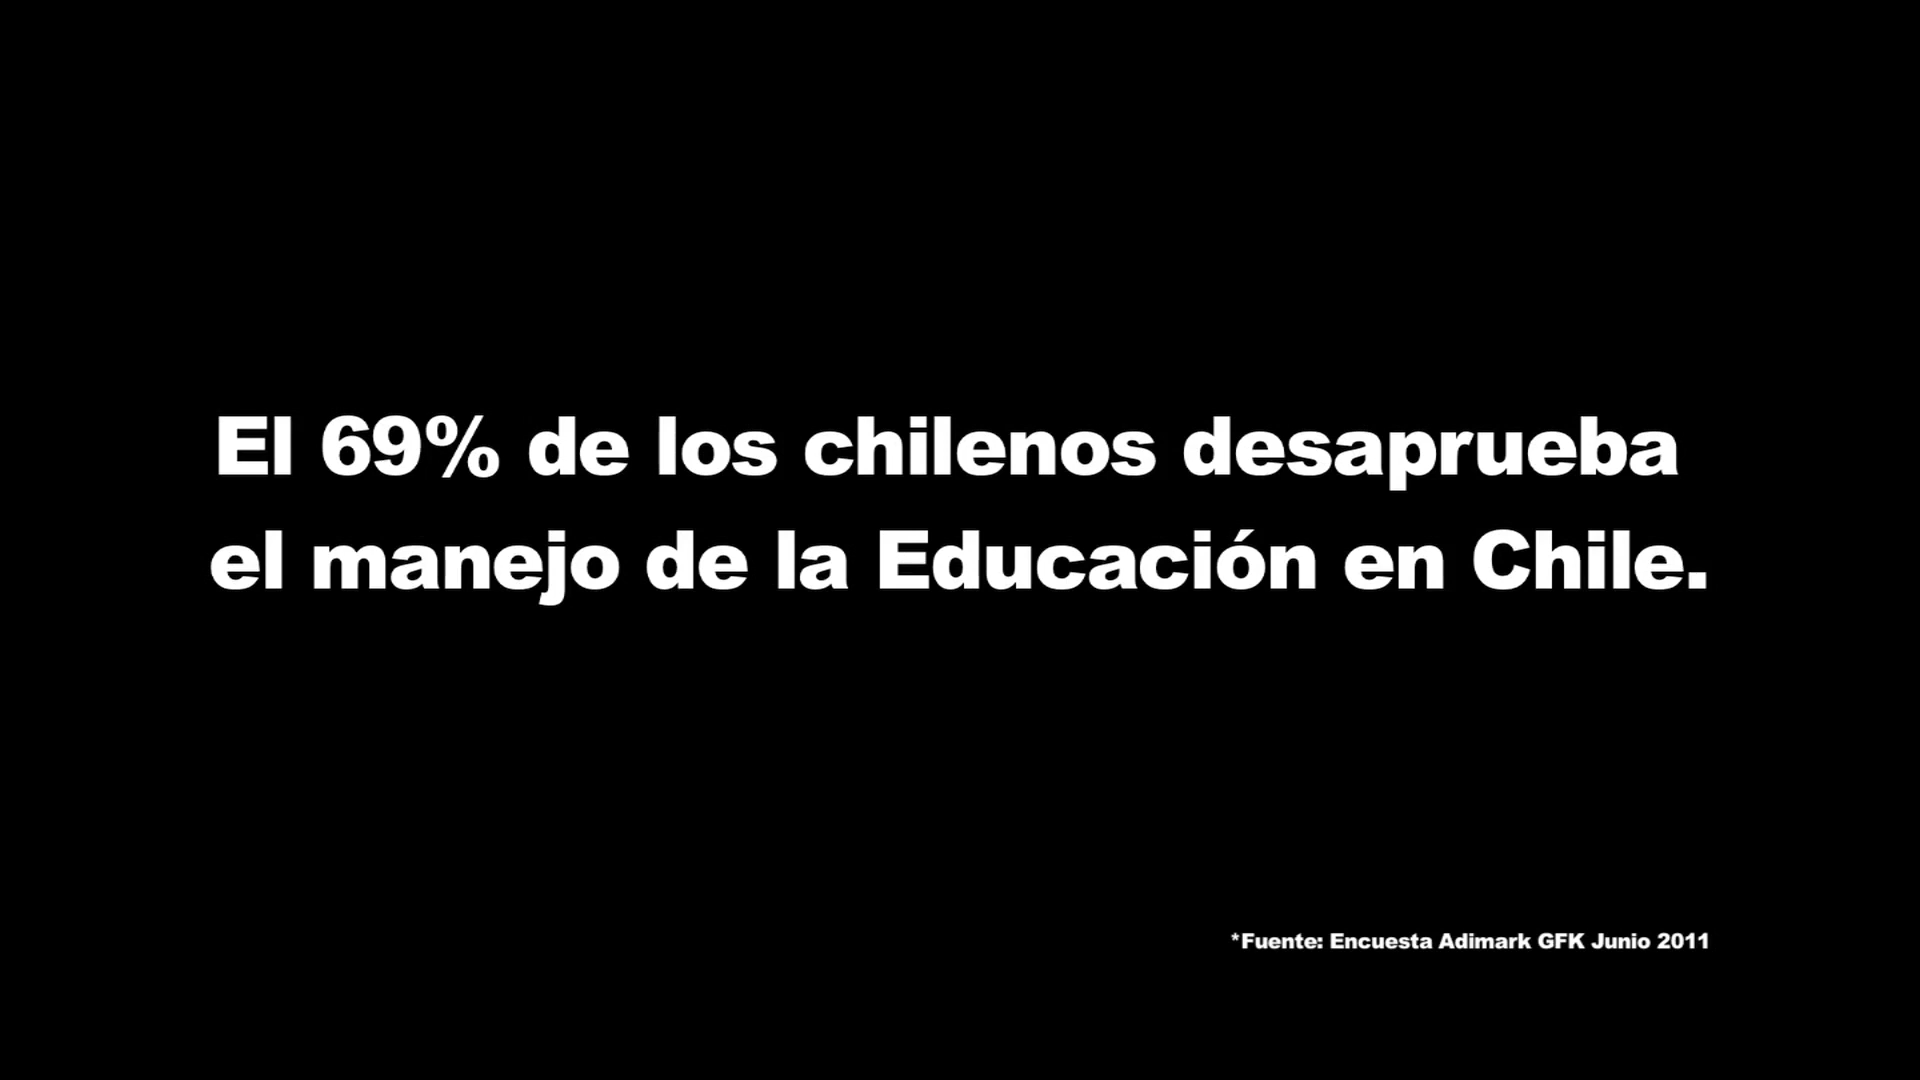 El 69% de los chilenos desaprueba
el manejo de la Educación en Chile.
*Fuente: Encuesta Adimark GFK Junio 2011